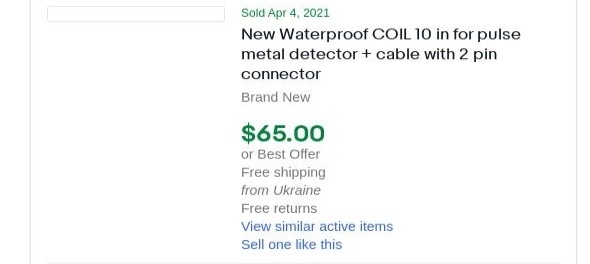 Sold Apr 4, 2021
New Waterproof COIL 10 in for pulse
metal detector + cable with 2 pin
connector
Brand New
$65.00
or Best Offer
Free shipping
from Ukraine
Free returns
View similar active items
Sell one like this